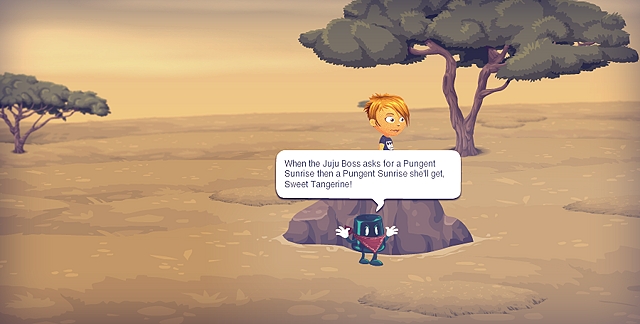 When the Juju Boss asks for a Pungent
Sunrise then a Pungent Sunrise she'll get,
Sweet Tangerine!